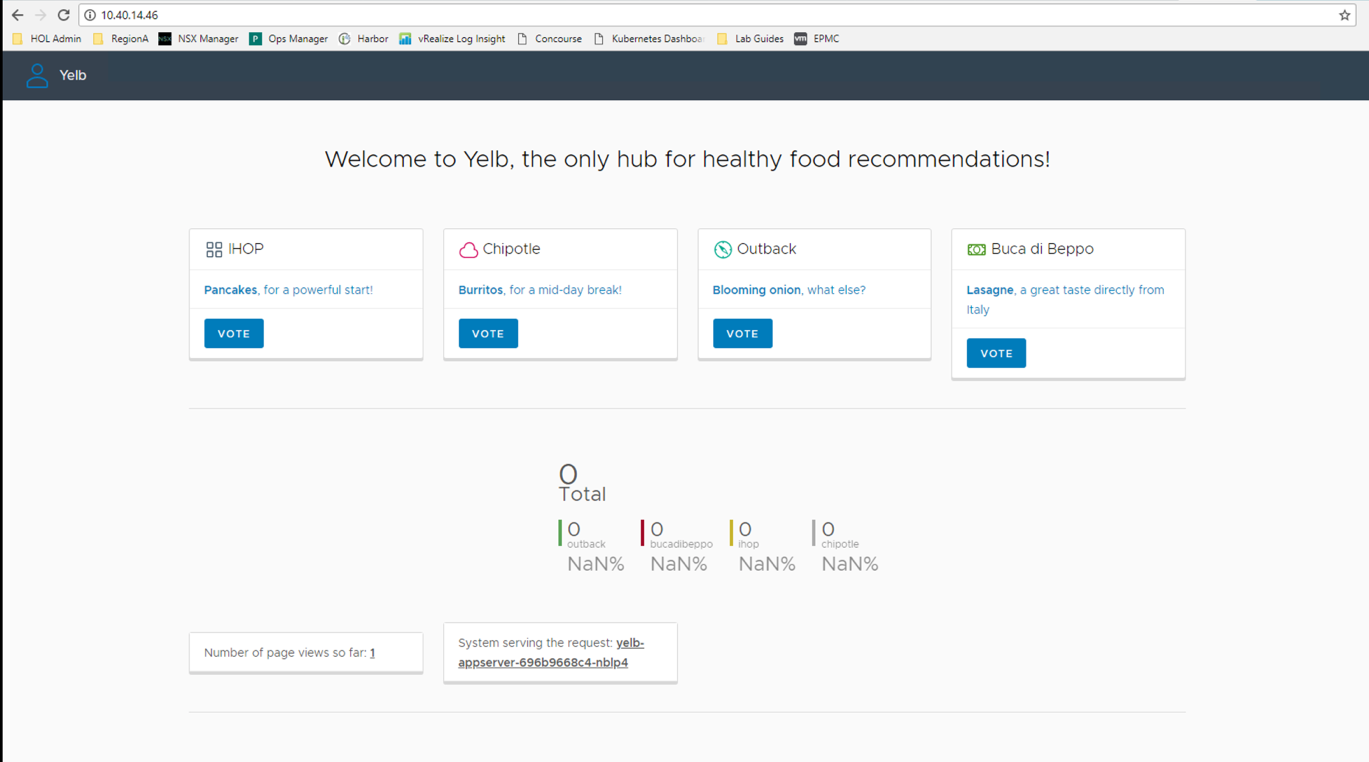 10.40.14.46
HOL Admin RegionA NSX NSX Manager P Ops Manager Harbor vRealize Log Insight Concourse Kubernetes Dashboa Lab Guides vm EPMC
Yelb
Welcome to Yelb, the only hub for healthy food recommendations!
IHOP
Pancakes, for a powerful start!
VOTE
Chipotle
Burritos, for a mid-day break!
VOTE
Outback
Blooming onion, what else?
VOTE
Buca di Beppo
Lasagne, a great taste directly from
Italy
VOTE
0
Total
0 0 0 0
outback bucadibeppo ihop chipotle
NaN% NaN% NaN% NaN%
Number of page views so far: 1
System serving the request: yelb-
appserver-696b9668c4-nblp4